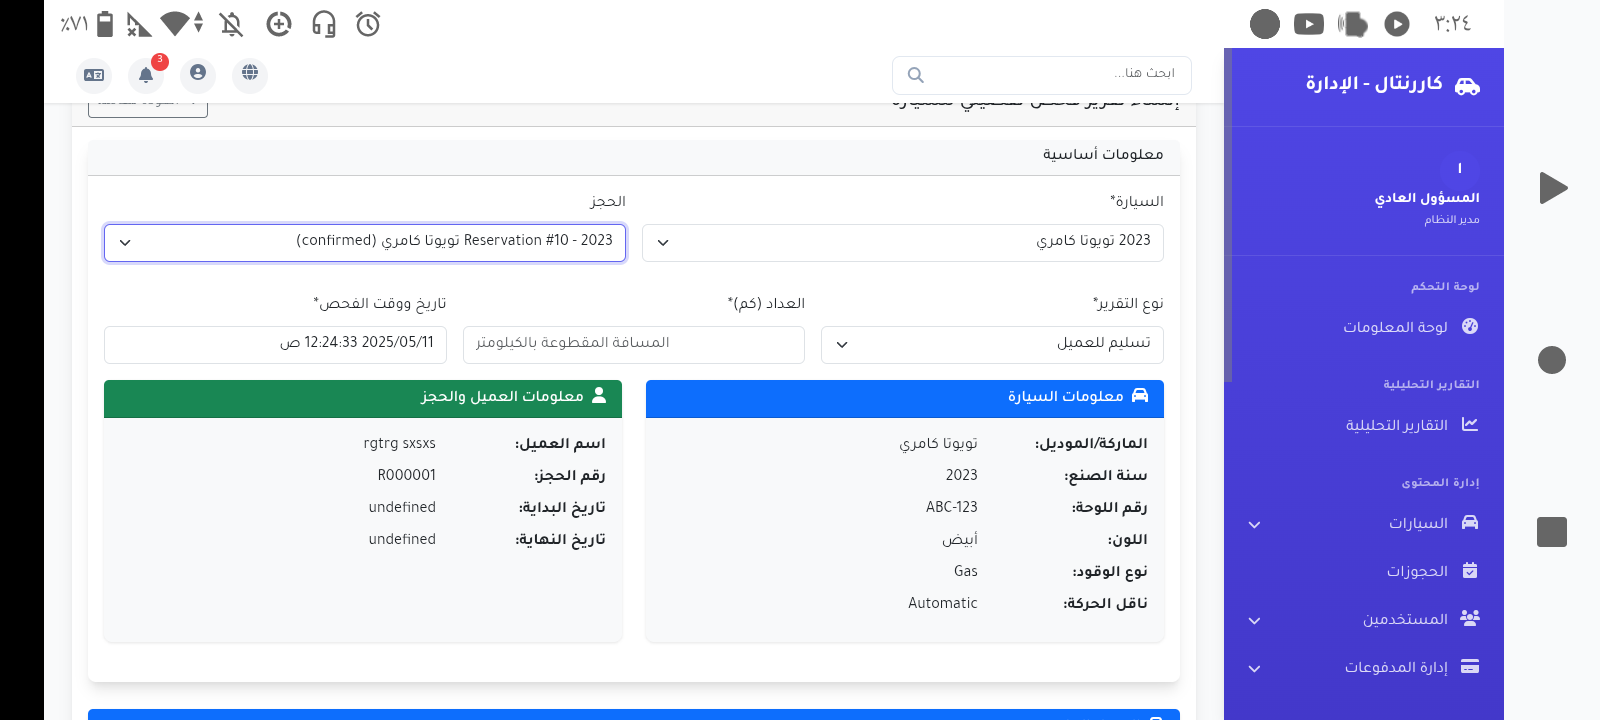 ٪٧١
٣:٢٤
كاررنتال - الإدارة
ا
المسؤول العادي
مدير النظام
لوحة التحكم
لوحة المعلومات
التقارير التحليلية
التقارير التحليلية
إدارة المحتوى
السيارات
الحجوزات
المستخدمين
إدارة المدفوعات
ابحث هنا...
3
إنشاء تقرير فحص تفصيلي للسيارة
معلومات أساسية
السيارة*
2023 تويوتا كامري
الحجز
Reservation #10 - 2023 تويوتا كامري (confirmed)
نوع التقرير*
تسليم للعميل
العداد (كم)*
المسافة المقطوعة بالكيلومتر
تاريخ ووقت الفحص*
2025/05/11 12:24:33 ص
معلومات السيارة
الماركة/الموديل: تويوتا كامري
سنة الصنع: 2023
رقم اللوحة: ABC-123
اللون: أبيض
نوع الوقود: Gas
ناقل الحركة: Automatic
معلومات العميل والحجز
اسم العميل: rgtrg sxsxs
رقم الحجز: R000001
تاريخ البداية: undefined
تاريخ النهاية: undefined